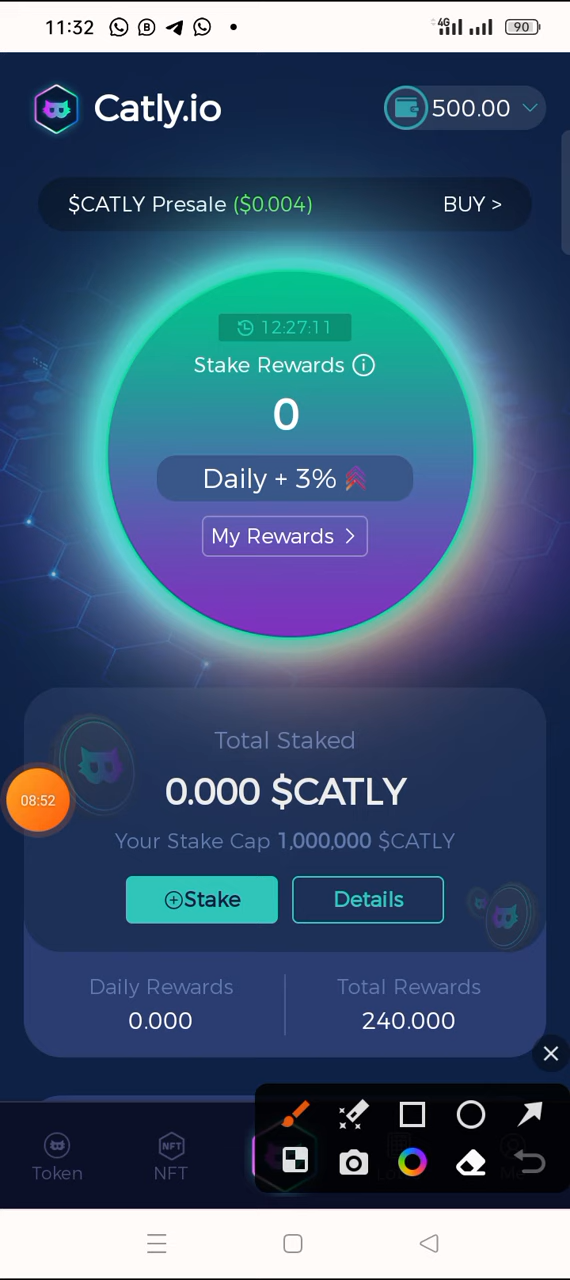 11:32
4G
90
Catly.io
500.00
$CATLY Presale ($0.004)
BUY >
12:27:11
Stake Rewards
0
Daily + 3%
My Rewards >
Total Staked
0.000 $CATLY
08:52
Your Stake Cap 1,000,000 $CATLY
Stake
Details
Daily Rewards
Total Rewards
0.000
240.000
NFT
Token
NFT